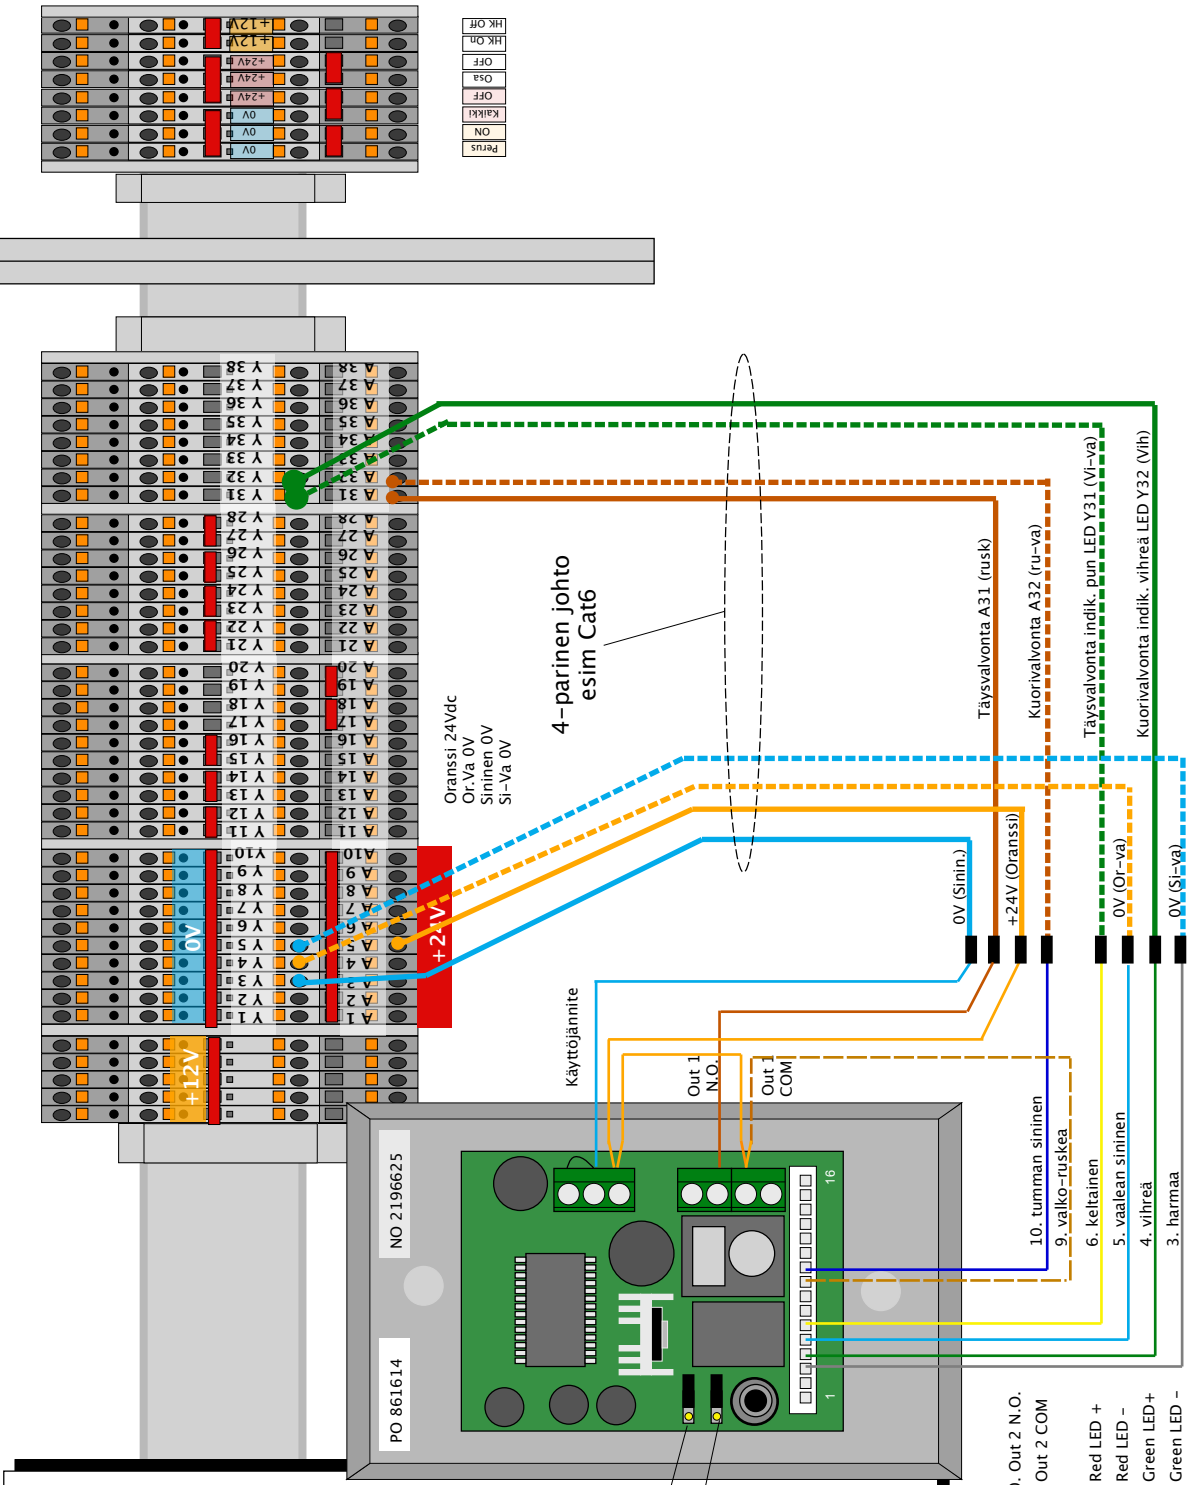 HK Off
HK On
OFF
Osa
OFF
Kaikki
ON
Perus
+12V
+12V
+24V
+24V
+24V
0V
0V
0V
Y 38
Y 37
Y 36
Y 35
Y 34
Y 33
Y 32
Y 31
Y 28
Y 27
Y 26
Y 25
Y 24
Y 23
Y 22
Y 21
Y 20
Y 19
Y 18
Y 17
Y 16
Y 15
Y 14
Y 13
Y 12
Y 11
Y10
Y 9
Y 8
Y 7
Y 6
Y 5
Y 4
Y 3
Y 2
Y 1
A 38
A 37
A 36
A 35
A 34
A 33
A 32
A 31
A 28
A 27
A 26
A 25
A 24
A 23
A 22
A 21
A 20
A 19
A 18
A 17
A 16
A 15
A 14
A 13
A 12
A 11
A10
A 9
A 8
A 7
A 6
A 5
A 4
A 3
A 2
A 1
0V
+12V
+24V
Oranssi 24Vdc
Or.Va 0V
Sininen 0V
Si-Va 0V
4-parinen johto
esim Cat6
Täysvalvonta A31 (rusk)
Kuorivalvonta A32 (ru-va)
Täysvalvonta indik. pun LED Y31 (Vi-va)
Kuorivalvonta indik. vihreä LED Y32 (Vih)
0V (Sinin.)
+24V (Oranssi)
0V (Or-va)
0V (Si-va)
Käyttöjännite
Out 1
N.O.
Out 1
COM
10. tumman sininen
9. valko-ruskea
6. keltainen
5. vaalean sininen
4. vihreä
3. harmaa
NO 2196625
PO 861614
16
1
Out 2 N.O.
Out 2 COM
Red LED +
Red LED -
Green LED+
Green LED -